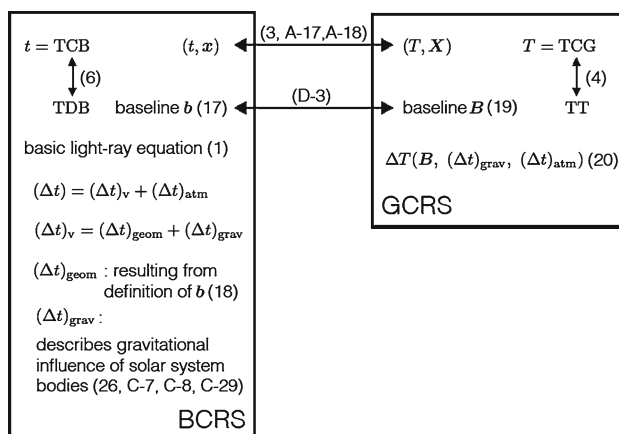 t = TCB (t, x)
(6)
TDB baseline b (17)
basic light-ray equation (1)
(Δt) = (Δt)v + (Δt)atm
(Δt)v = (Δt)geom + (Δt)grav
(Δt)geom : resulting from
definition of b (18)
(Δt)grav :
describes gravitational
influence of solar system
bodies (26, C-7, C-8, C-29)
BCRS
(3, A-17,A-18)
(D-3)
(T, X) T = TCG
(4)
baseline B (19) TT
ΔT(B, (Δt)grav, (Δt)atm) (20)
GCRS